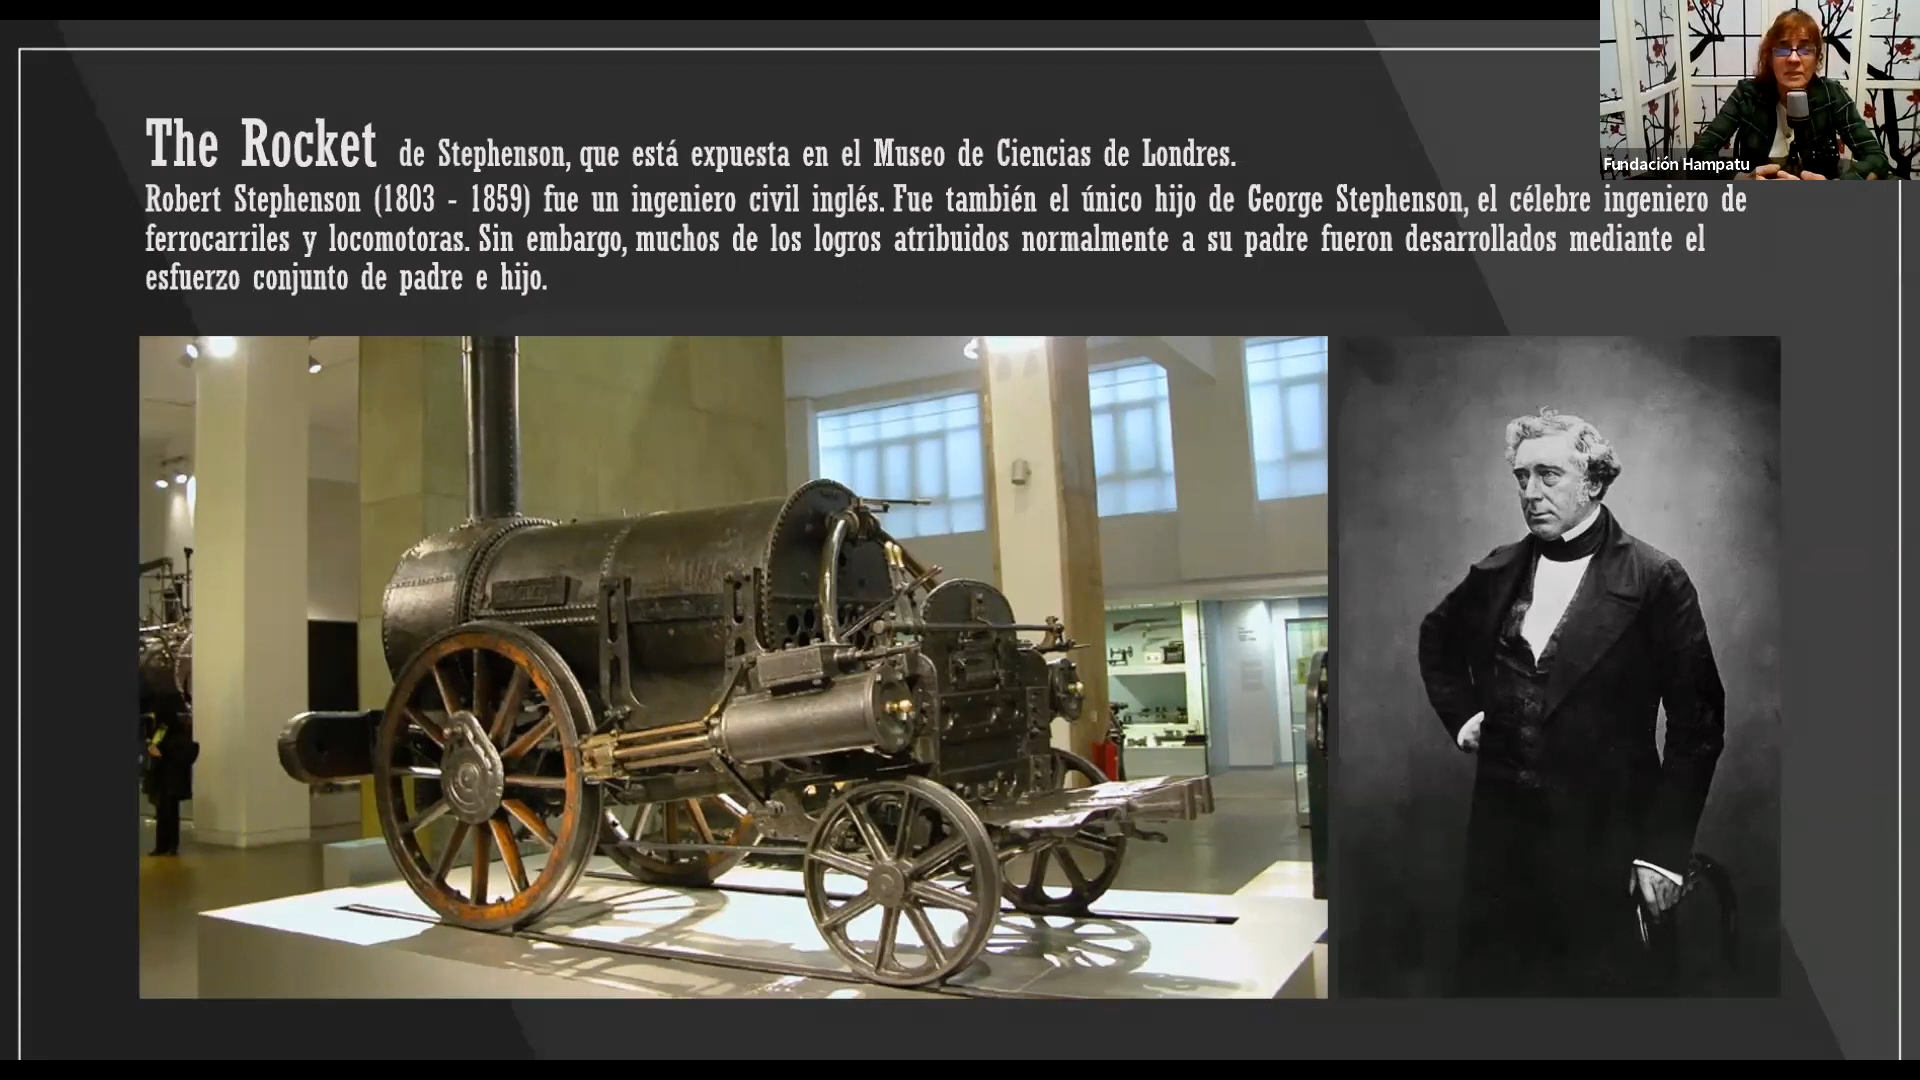 The Rocket de Stephenson, que está expuesta en el Museo de Ciencias de Londres.
Robert Stephenson (1803 - 1859) fue un ingeniero civil inglés. Fue también el único hijo de George Stephenson, el célebre ingeniero de
ferrocarriles y locomotoras. Sin embargo, muchos de los logros atribuidos normalmente a su padre fueron desarrollados mediante el
esfuerzo conjunto de padre e hijo.
Fundación Hampatu